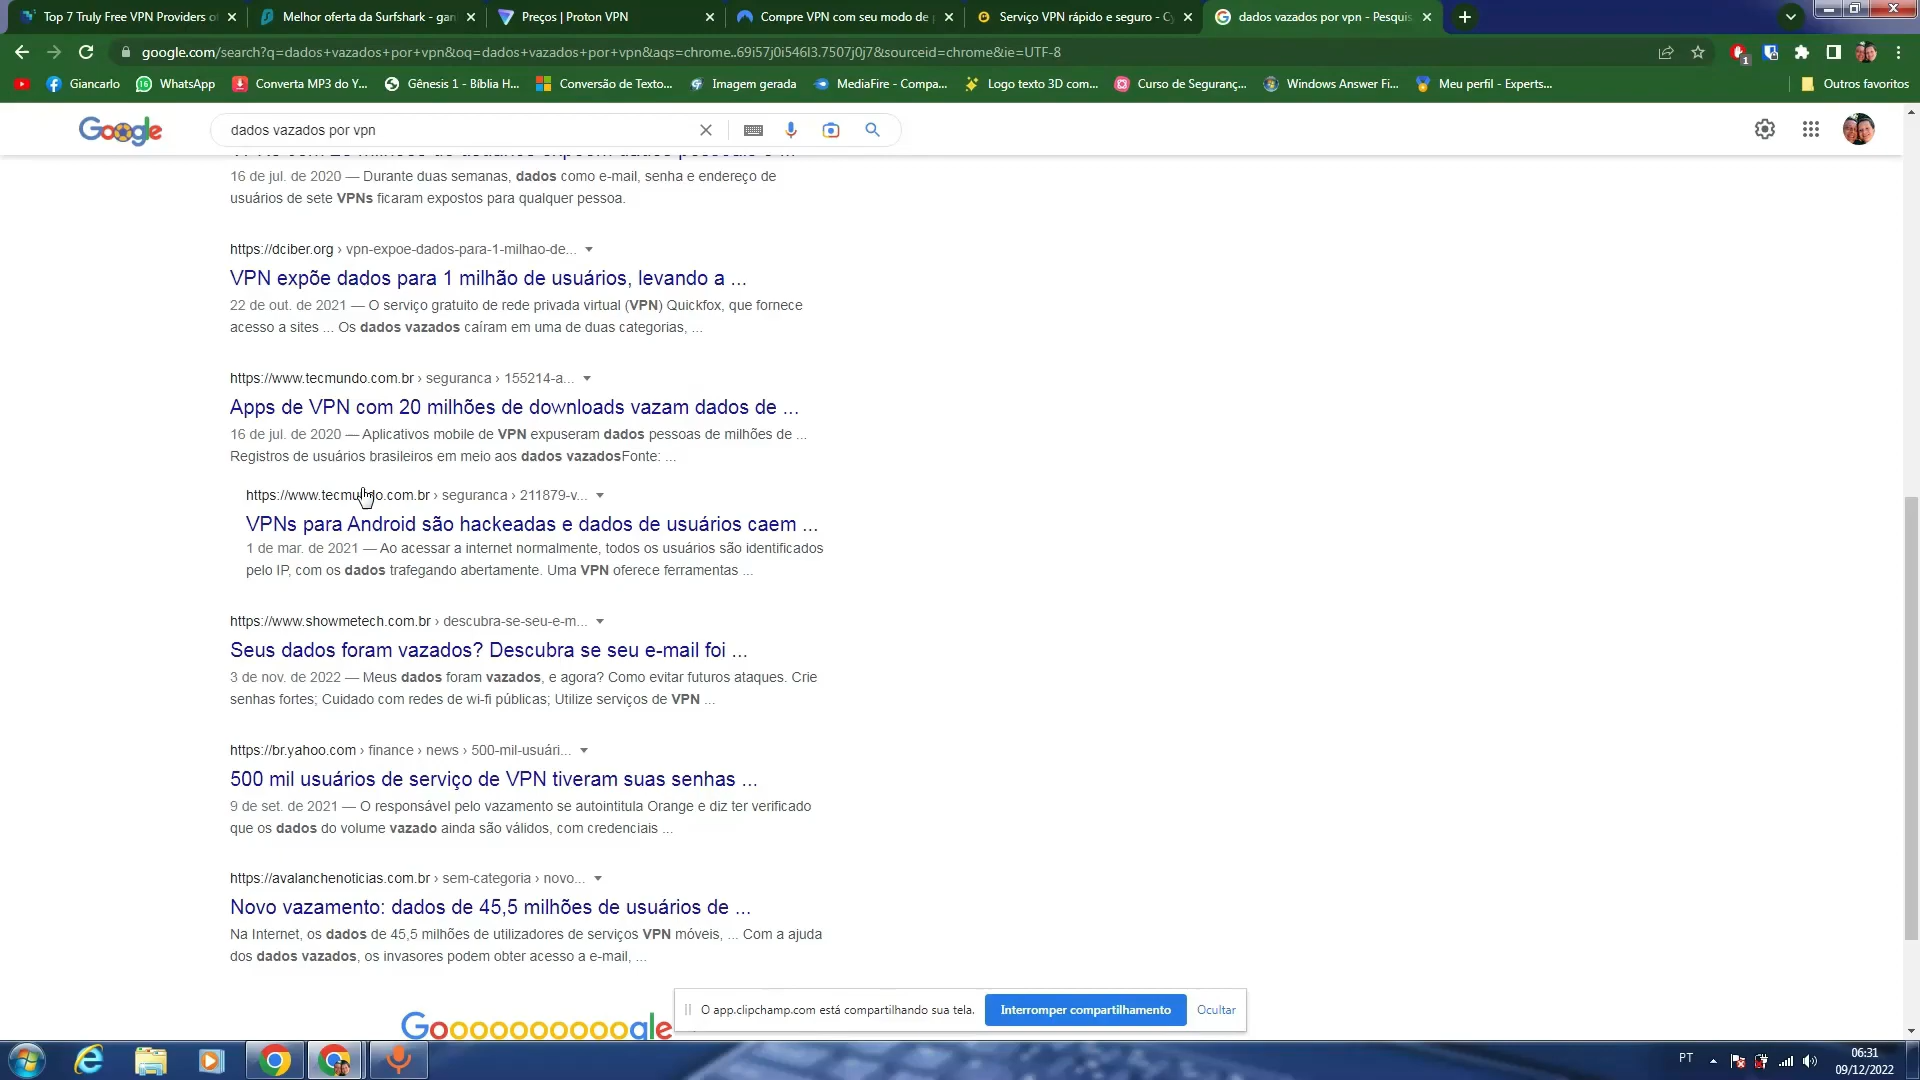 Top 7 Truly Free VPN Providers o
Melhor oferta da Surfshark - gan
Preços | Proton VPN
Compre VPN com seu modo de p
Serviço VPN rápido e seguro - Cy
dados vazados por vpn - Pesquis
google.com/search?q=dados+vazados+por+vpn&oq=dados+vazados+por+vpn&aqs=chrome..69i57j0i546l3.7507j0j7&sourceid=chrome&ie=UTF-8
1
Giancarlo
16
WhatsApp
Converta MP3 do Y...
Gênesis 1 - Bíblia H...
Conversão de Texto...
Imagem gerada
MediaFire - Compa...
Logo texto 3D com...
Curso de Seguranç...
Windows Answer Fi...
Meu perfil - Experts...
Outros favoritos
Google
dados vazados por vpn
VPNs com 20 milhões de usuários expõem dados pessoais e ...
16 de jul. de 2020 — Durante duas semanas, dados como e-mail, senha e endereço de
usuários de sete VPNs ficaram expostos para qualquer pessoa.
https://dciber.org › vpn-expoe-dados-para-1-milhao-de...
VPN expõe dados para 1 milhão de usuários, levando a ...
22 de out. de 2021 — O serviço gratuito de rede privada virtual (VPN) Quickfox, que fornece
acesso a sites ... Os dados vazados caíram em uma de duas categorias, ...
https://www.tecmundo.com.br › seguranca › 155214-a...
Apps de VPN com 20 milhões de downloads vazam dados de ...
16 de jul. de 2020 — Aplicativos mobile de VPN expuseram dados pessoas de milhões de ...
Registros de usuários brasileiros em meio aos dados vazadosFonte: ...
https://www.tecmundo.com.br › seguranca › 211879-v...
VPNs para Android são hackeadas e dados de usuários caem ...
1 de mar. de 2021 — Ao acessar a internet normalmente, todos os usuários são identificados
pelo IP, com os dados trafegando abertamente. Uma VPN oferece ferramentas ...
https://www.showmetech.com.br › descubra-se-seu-e-m...
Seus dados foram vazados? Descubra se seu e-mail foi ...
3 de nov. de 2022 — Meus dados foram vazados, e agora? Como evitar futuros ataques. Crie
senhas fortes; Cuidado com redes de wi-fi públicas; Utilize serviços de VPN ...
https://br.yahoo.com › finance › news › 500-mil-usuári...
500 mil usuários de serviço de VPN tiveram suas senhas ...
9 de set. de 2021 — O responsável pelo vazamento se autointitula Orange e diz ter verificado
que os dados do volume vazado ainda são válidos, com credenciais ...
https://avalanchenoticias.com.br › sem-categoria › novo...
Novo vazamento: dados de 45,5 milhões de usuários de ...
Na Internet, os dados de 45,5 milhões de utilizadores de serviços VPN móveis, ... Com a ajuda
dos dados vazados, os invasores podem obter acesso a e-mail, ...
O app.clipchamp.com está compartilhando sua tela.
Interromper compartilhamento
Ocultar
Goooooooooogle
PT
06:31
09/12/2022